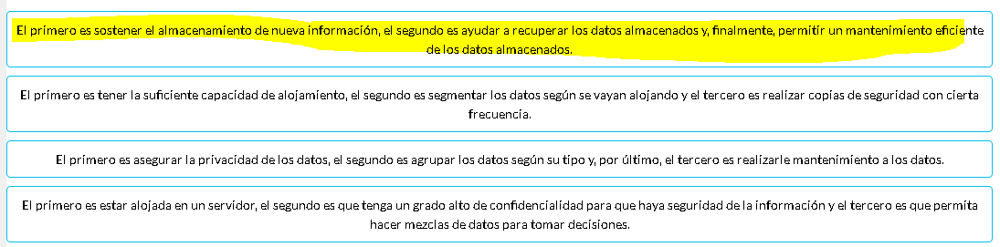 El primero es sostener el almacenamiento de nueva información, el segundo es ayudar a recuperar los datos almacenados y, finalmente, permitir un mantenimiento eficiente
de los datos almacenados.
El primero es tener la suficiente capacidad de alojamiento, el segundo es segmentar los datos según se vayan alojando y el tercero es realizar copias de seguridad con cierta
frecuencia.
El primero es asegurar la privacidad de los datos, el segundo es agrupar los datos según su tipo y, por último, el tercero es realizarle mantenimiento a los datos.
El primero es estar alojada en un servidor, el segundo es que tenga un grado alto de confidencialidad para que haya seguridad de la información y el tercero es que permita
hacer mezclas de datos para tomar decisiones.